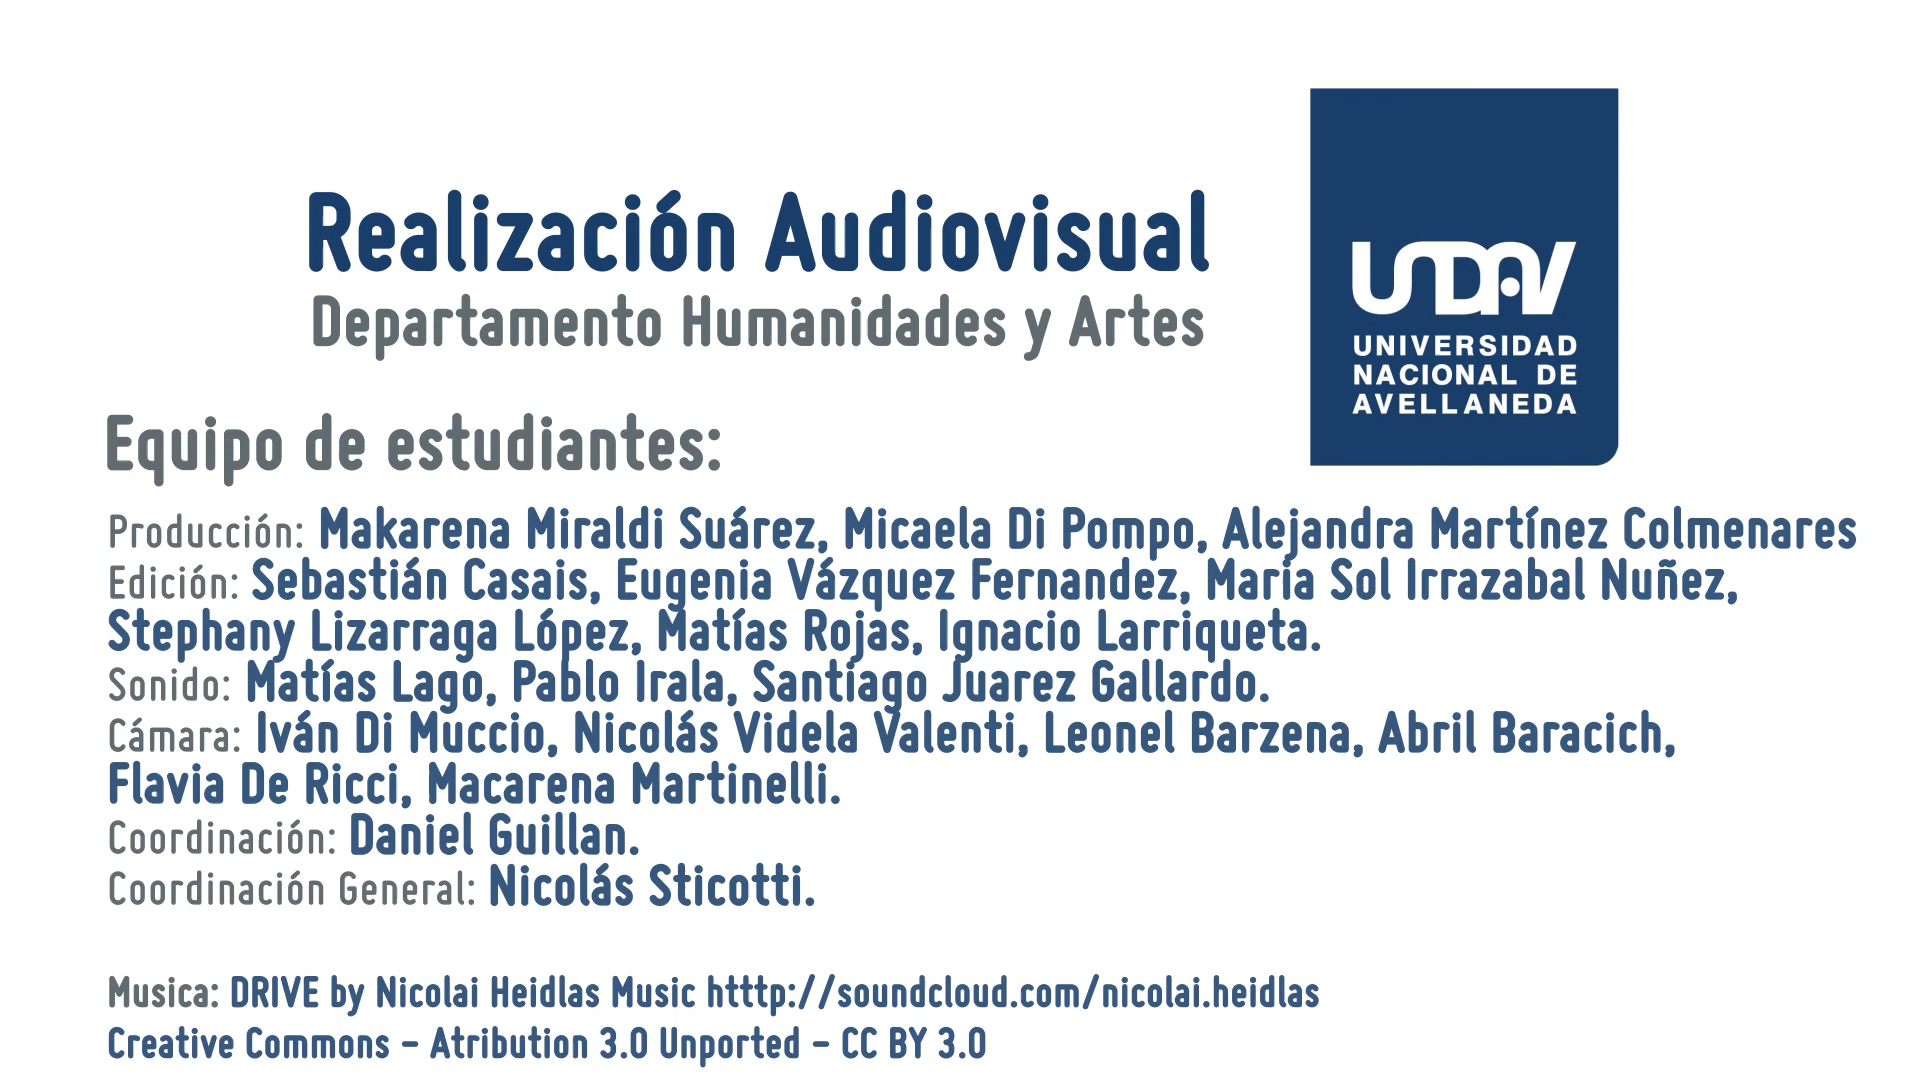 Realización Audiovisual
Departamento Humanidades y Artes
UNDAV
UNIVERSIDAD
NACIONAL DE
AVELLANEDA
Equipo de estudiantes:
Producción: Makarena Miraldi Suárez, Micaela Di Pompo, Alejandra Martínez Colmenares
Edición: Sebastián Casais, Eugenia Vázquez Fernandez, María Sol Irrazabal Nuñez,
Stephany Lizarraga López, Matías Rojas, Ignacio Larriqueta.
Sonido: Matías Lago, Pablo Irala, Santiago Juarez Gallardo.
Cámara: Iván Di Muccio, Nicolás Videla Valenti, Leonel Barzena, Abril Baracich,
Flavia De Ricci, Macarena Martinelli.
Coordinación: Daniel Guillan.
Coordinación General: Nicolás Sticotti.
Musica: DRIVE by Nicolai Heidlas Music htttp://soundcloud.com/nicolai.heidlas
Creative Commons – Atribution 3.0 Unported – CC BY 3.0